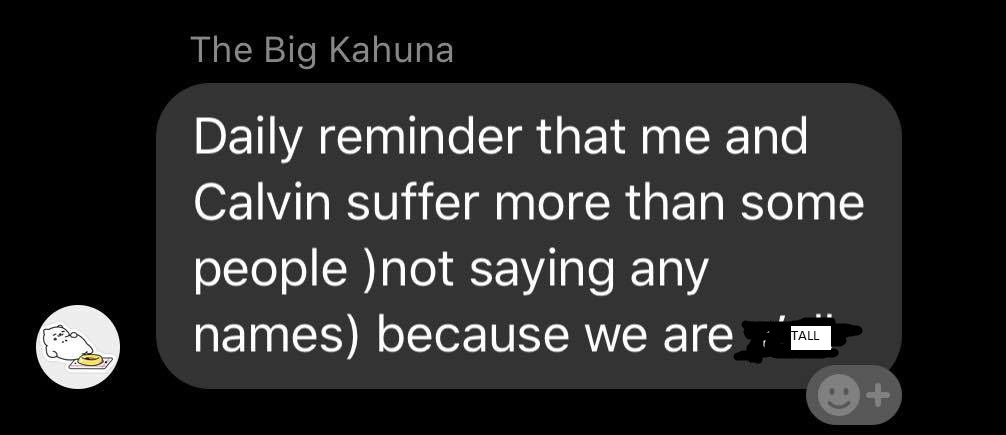 The Big Kahuna
Daily reminder that me and
Calvin suffer more than some
people )not saying any
names) because we are TALL